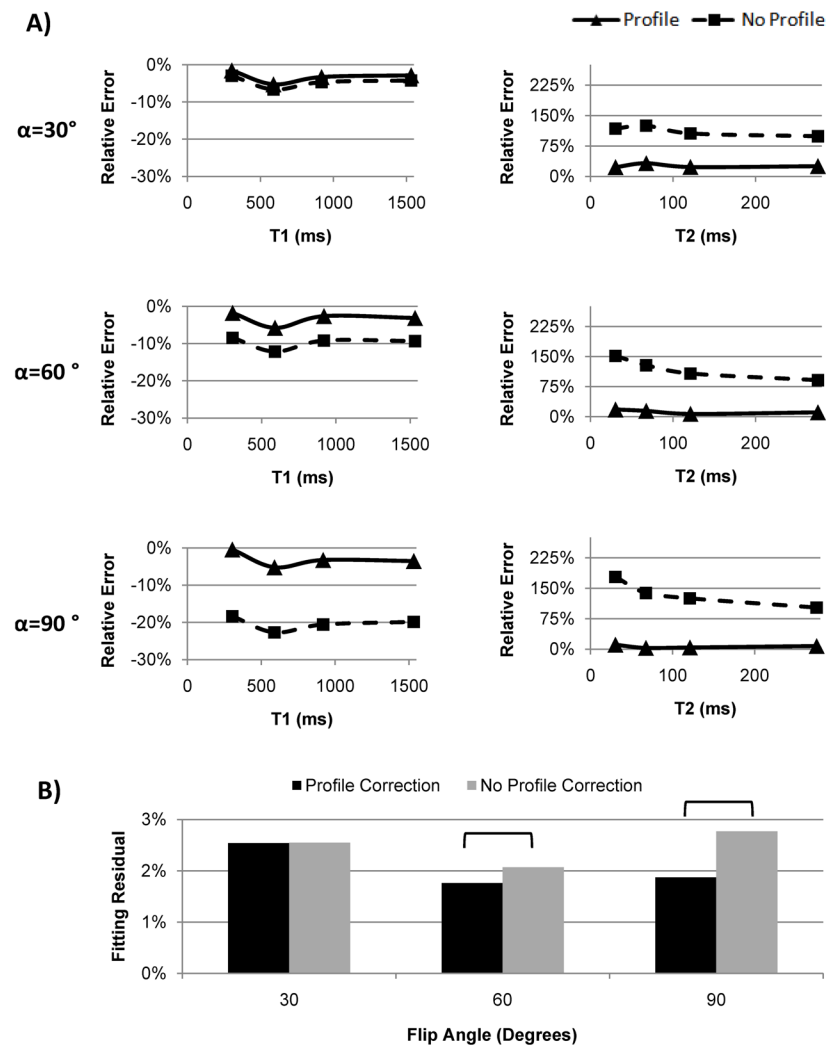 A)
Profile No Profile
α=30°
Relative Error
0%
-10%
-20%
-30%
0 500 1000 1500
T1 (ms)
Relative Error
225%
150%
75%
0%
0 100 200
T2 (ms)
α=60 °
Relative Error
0%
-10%
-20%
-30%
0 500 1000 1500
T1 (ms)
Relative Error
225%
150%
75%
0%
0 100 200
T2 (ms)
α=90 °
Relative Error
0%
-10%
-20%
-30%
0 500 1000 1500
T1 (ms)
Relative Error
225%
150%
75%
0%
0 100 200
T2 (ms)
B)
Profile Correction No Profile Correction
Fitting Residual
3%
2%
1%
0%
30 60 90
Flip Angle (Degrees)